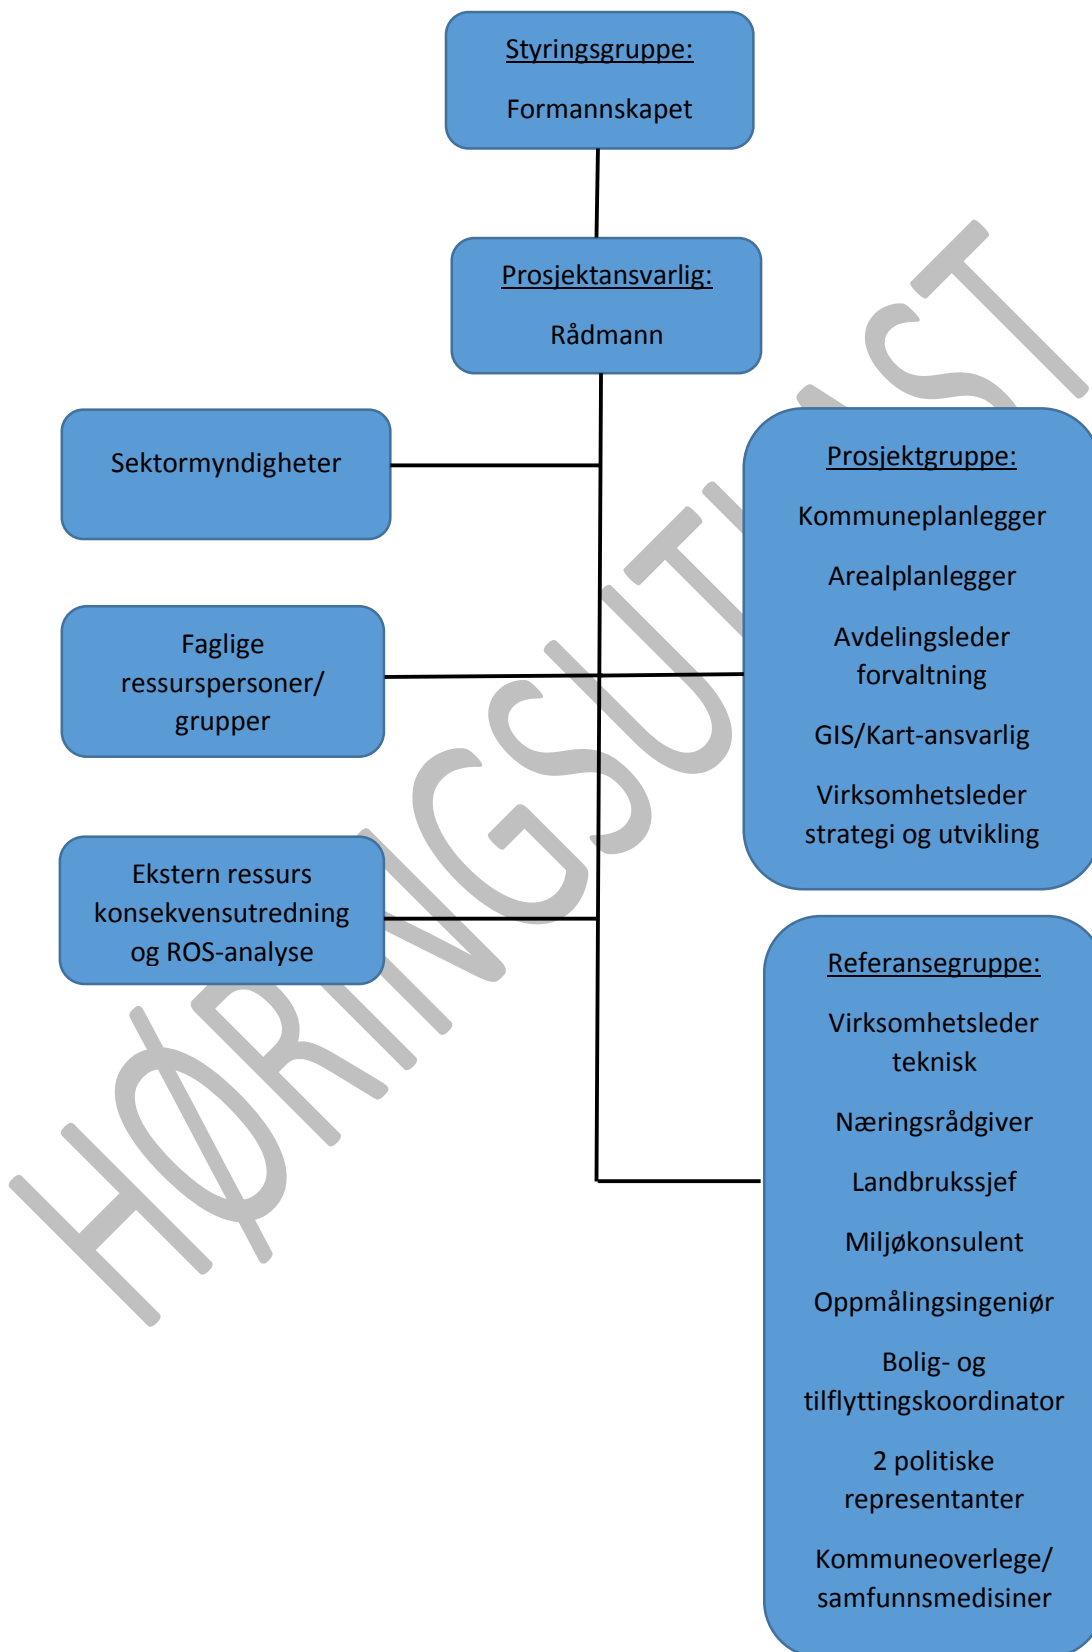 Styringsgruppe:
Formannskapet
Prosjektansvarlig:
Rådmann
Sektormyndigheter
Faglige
ressurspersoner/
grupper
Ekstern ressurs
konsekvensutredning
og ROS-analyse
Prosjektgruppe:
Kommuneplanlegger
Arealplanlegger
Avdelingsleder
forvaltning
GIS/Kart-ansvarlig
Virksomhetsleder
strategi og utvikling
Referansegruppe:
Virksomhetsleder
teknisk
Næringsrådgiver
Landbrukssjef
Miljøkonsulent
Oppmålingsingeniør
Bolig- og
tilflyttingskoordinator
2 politiske
representanter
Kommuneoverlege/
samfunnsmedisiner
HØRINGSUTKAST